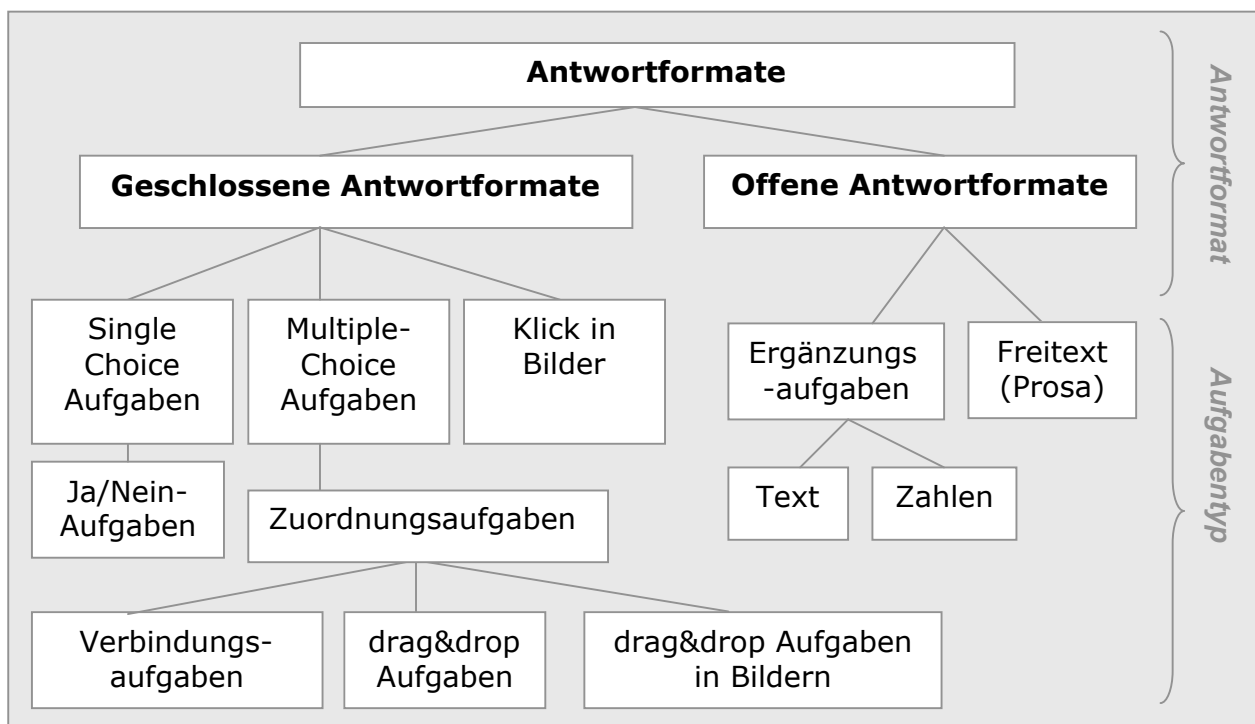 Antwortformate
Geschlossene Antwortformate
Offene Antwortformate
Antwortformat
Single
Choice
Aufgaben
Multiple-
Choice
Aufgaben
Klick in
Bilder
Ergänzungs
-aufgaben
Freitext
(Prosa)
Aufgabentyp
Ja/Nein-
Aufgaben
Zuordnungsaufgaben
Text
Zahlen
Verbindungs-
aufgaben
drag&drop
Aufgaben
drag&drop Aufgaben
in Bildern